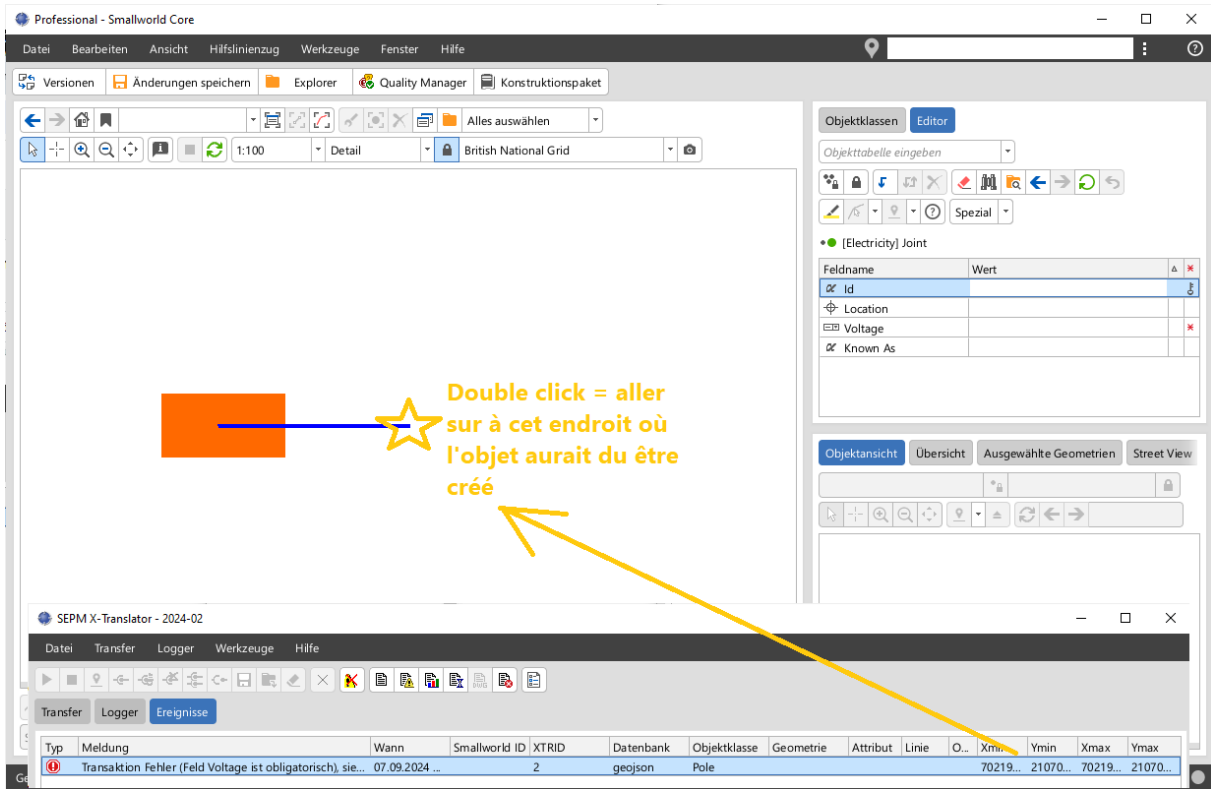 Professional - Smallworld Core
Datei Bearbeiten Ansicht Hilfslinienzug Werkzeuge Fenster Hilfe
Versionen Änderungen speichern Explorer Quality Manager Konstruktionspaket
Alles auswählen
1:100 Detail British National Grid
Objektklassen Editor
Objekttabelle eingeben
Spezial
[Electricity] Joint
Feldname Wert
Id
Location
Voltage
Known As
Double click = aller
sur à cet endroit où
l'objet aurait du être
créé
Objektansicht Übersicht Ausgewählte Geometrien Street View
SEPM X-Translator - 2024-02
Datei Transfer Logger Werkzeuge Hilfe
Transfer Logger Ereignisse
Typ Meldung Wann Smallworld ID XTRID Datenbank Objektklasse Geometrie Attribut Linie O... Xmin Ymin Xmax Ymax
Transaktion Fehler (Feld Voltage ist obligatorisch), sie... 07.09.2024 ... 2 geojson Pole 70219... 21070... 70219... 21070...
Ge